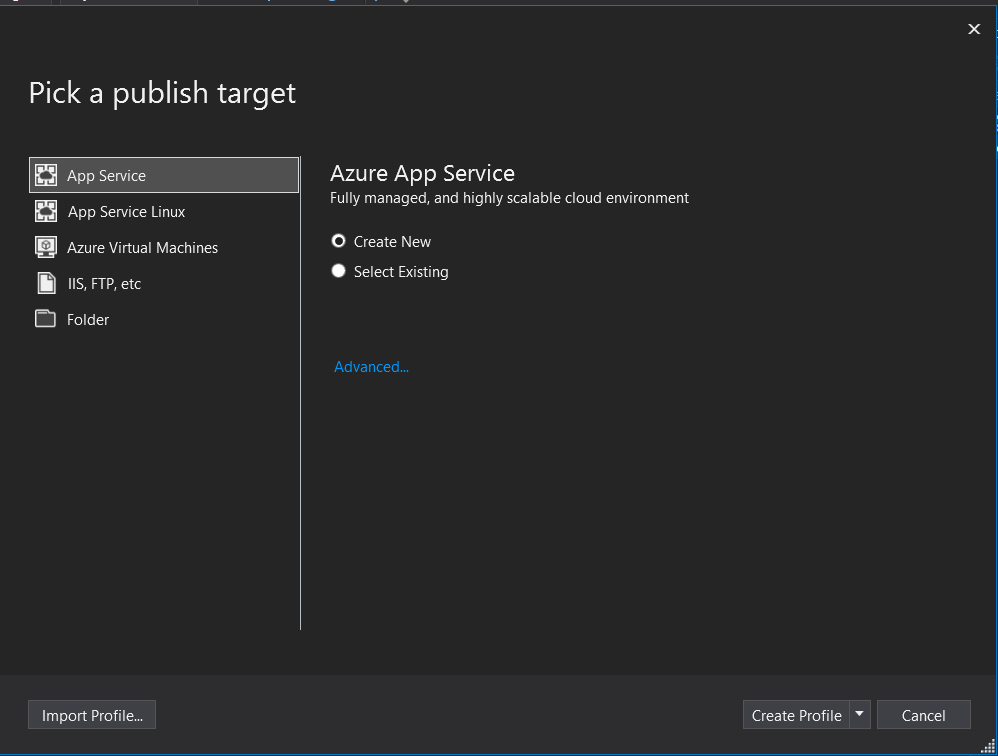 Pick a publish target
App Service
App Service Linux
Azure Virtual Machines
IIS, FTP, etc
Folder
Azure App Service
Fully managed, and highly scalable cloud environment
Create New
Select Existing
Advanced...
Import Profile...
Create Profile
Cancel